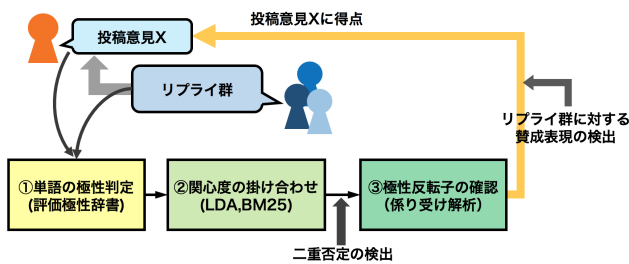 投稿意見Xに得点
投稿意見X
リプライ群
リプライ群に対する
賛成表現の検出
①単語の極性判定
(評価極性辞書)
②関心度の掛け合わせ
(LDA,BM25)
③極性反転子の確認
(係り受け解析)
二重否定の検出